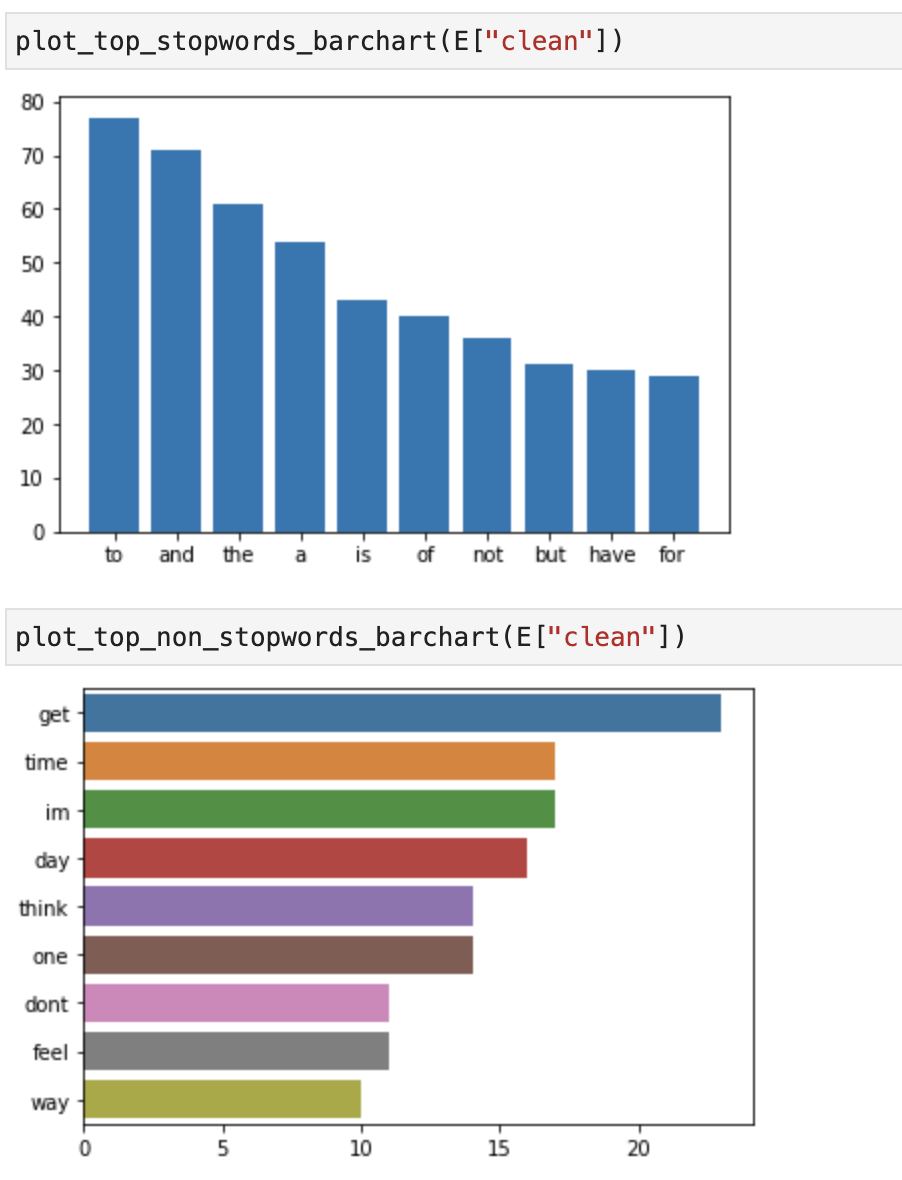 plot_top_stopwords_barchart(E["clean"])
80
70
60
50
40
30
20
10
0
to and the a is of not but have for
plot_top_non_stopwords_barchart(E["clean"])
get
time
im
day
think
one
dont
feel
way
0 5 10 15 20